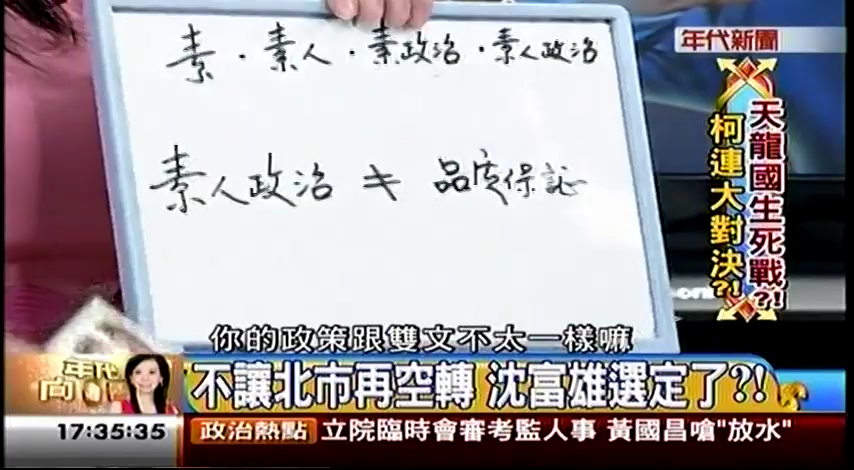 素·素人·素政治·素人政治
素人政治 ≠ 品度保証
年代新聞
天龍國生死戰?!
柯連大對決?!
你的政策跟雙文不太一樣嘛
年代向
不讓北市再空轉 沈富雄選定了?!
17:35:35
政治熱點 立院臨時會審考監人事 黃國昌嗆"放水"